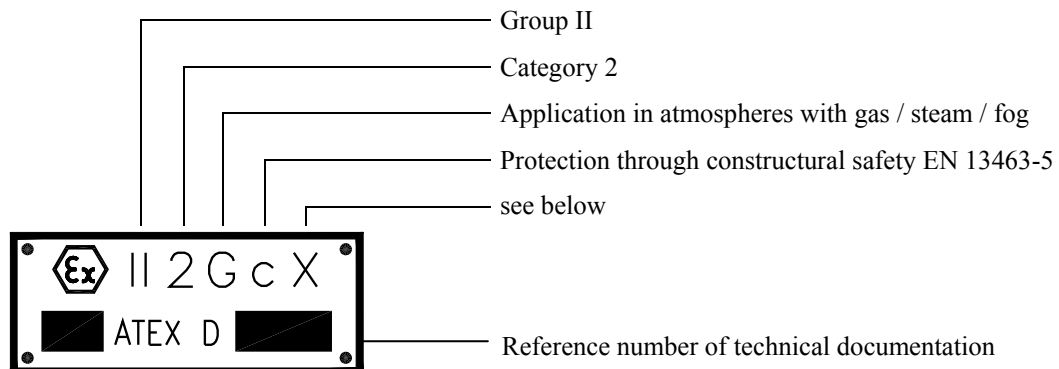 Group II
Category 2
Application in atmospheres with gas / steam / fog
Protection through constructural safety EN 13463-5
see below
Ex II 2 G c X
ATEX D
Reference number of technical documentation